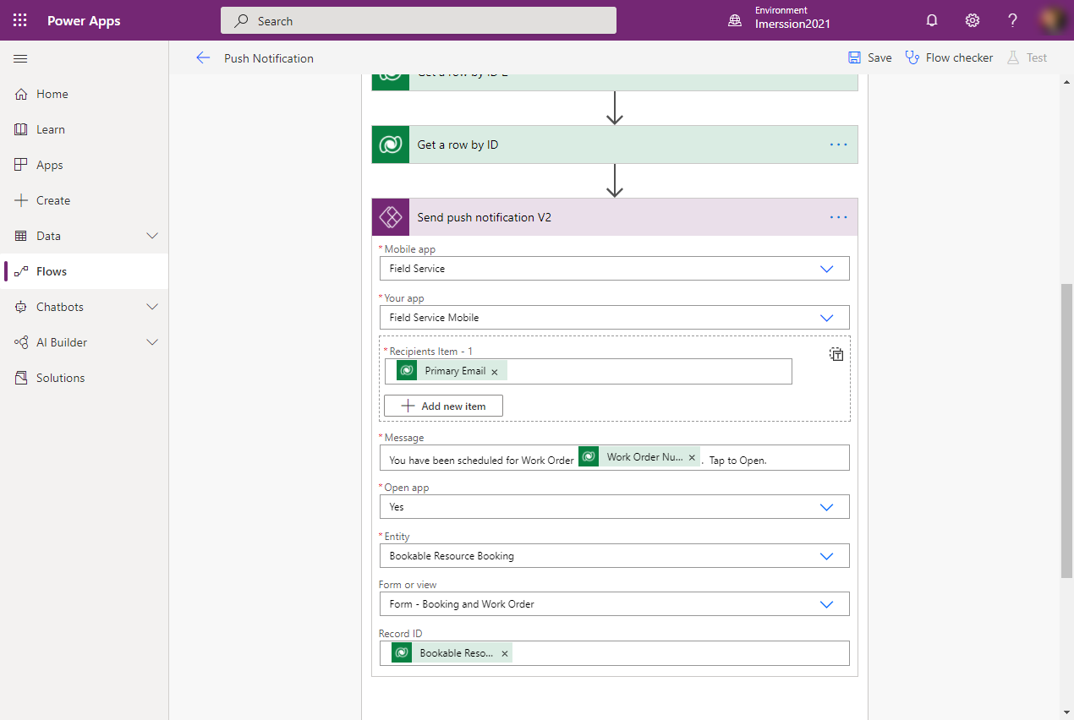 Power Apps
Search
Environment
Imerssion2021
Push Notification
Save
Flow checker
Test
Home
Learn
Apps
Create
Data
Flows
Chatbots
AI Builder
Solutions
Get a row by ID 2
Get a row by ID
Send push notification V2
* Mobile app
Field Service
* Your app
Field Service Mobile
* Recipients Item - 1
Primary Email ×
Add new item
* Message
You have been scheduled for Work Order Work Order Nu... × . Tap to Open.
* Open app
Yes
* Entity
Bookable Resource Booking
Form or view
Form - Booking and Work Order
Record ID
Bookable Reso... ×